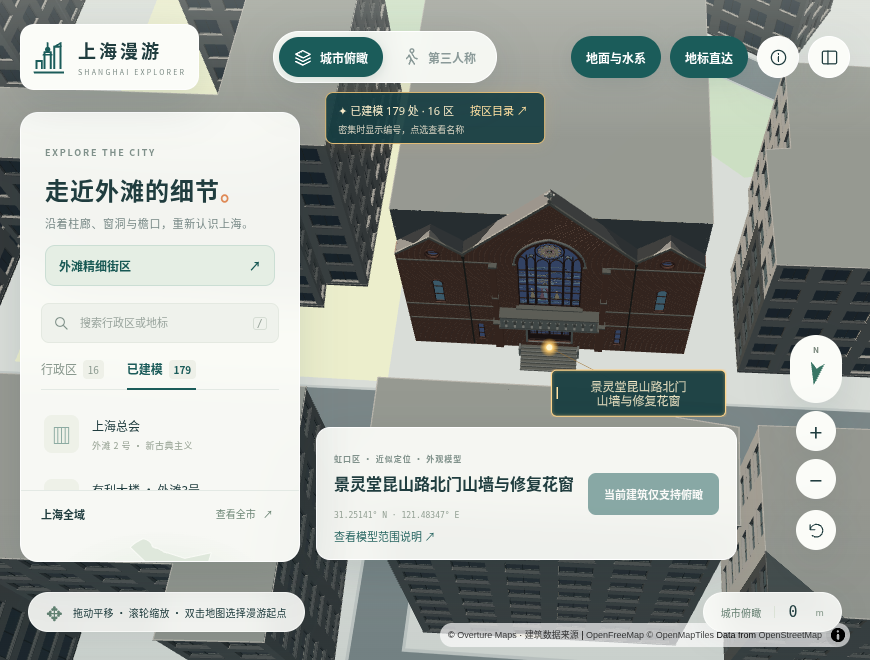 上海漫游
SHANGHAI EXPLORER
城市俯瞰
第三人称
地面与水系
地标直达
✦ 已建模 179 处 · 16 区 按区目录 ↗
密集时显示编号，点选查看名称
EXPLORE THE CITY
走近外滩的细节。
沿着柱廊、窗洞与檐口，重新认识上海。
外滩精细街区 ↗
搜索行政区或地标 /
行政区 16 已建模 179
上海总会
外滩 2 号 · 新古典主义
有利大楼 · 外滩3号
上海全域 查看全市 ↗
N
景灵堂昆山路北门
山墙与修复花窗
虹口区 · 近似定位 · 外观模型
景灵堂昆山路北门山墙与修复花窗
当前建筑仅支持俯瞰
31.25141° N · 121.48347° E
查看模型范围说明 ↗
拖动平移 · 滚轮缩放 · 双击地图选择漫游起点
城市俯瞰 0 m
© Overture Maps · 建筑数据来源 | OpenFreeMap © OpenMapTiles Data from OpenStreetMap